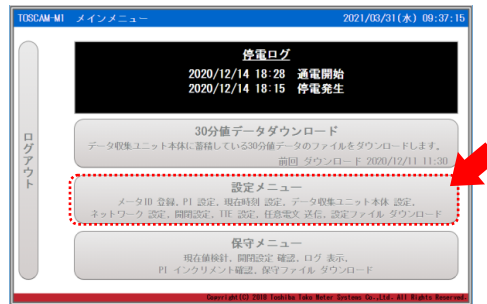 TOSCAM-M1 メインメニュー 2021/03/31(水) 09:37:15
停電ログ
2020/12/14 18:28 通電開始
2020/12/14 18:15 停電発生
ログアウト
30分値データダウンロード
データ収集ユニット本体に蓄積している30分値データのファイルをダウンロードします。
前回 ダウンロード 2020/12/11 11:30
設定メニュー
メータID 登録、PI 設定、現在時刻 設定、データ収集ユニット本体 設定、
ネットワーク 設定、開閉設定、TTE 設定、任意電文 送信、設定ファイル ダウンロード
保守メニュー
現在値検針、開閉設定 確認、ログ 表示、
PI インクリメント確認、保守ファイル ダウンロード
Copyright(C) 2018 Toshiba Toko Meter Systems Co.,Ltd. All Rights Reserved.